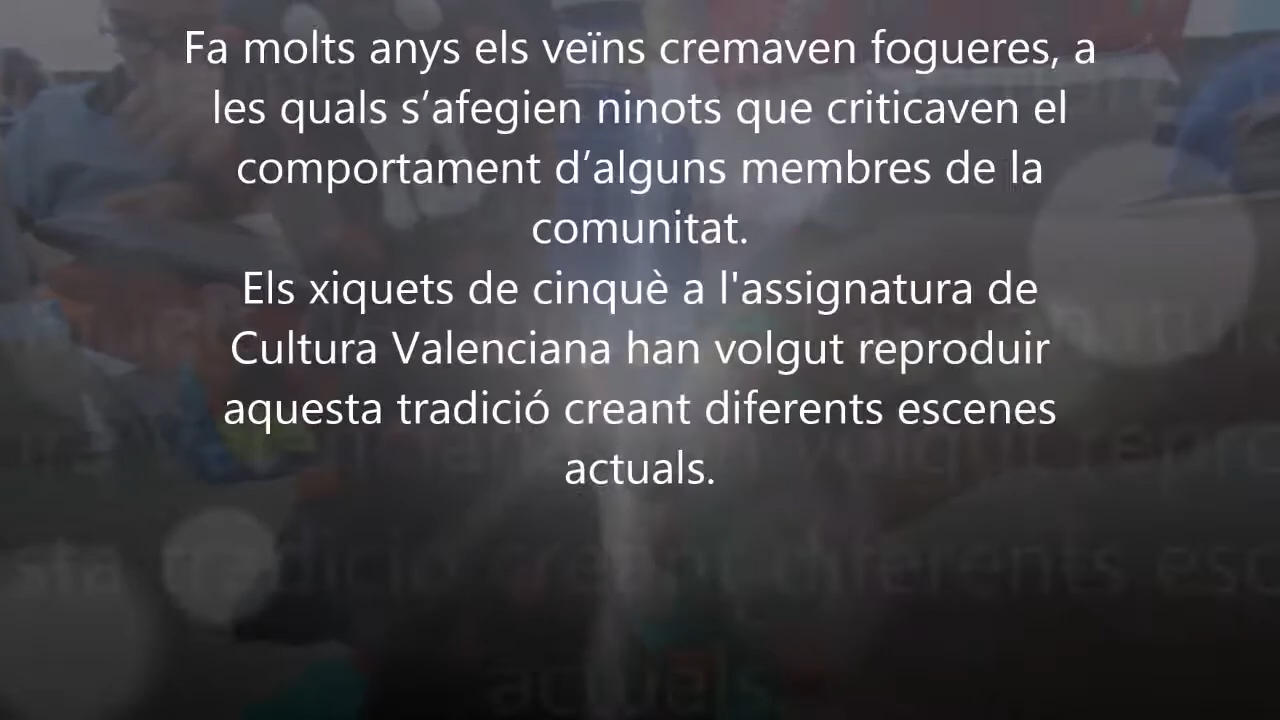 Fa molts anys els veïns cremaven fogueres, a
les quals s’afegien ninots que criticaven el
comportament d’alguns membres de la
comunitat.
Els xiquets de cinquè a l'assignatura de
Cultura Valenciana han volgut reproduir
aquesta tradició creant diferents escenes
actuals.